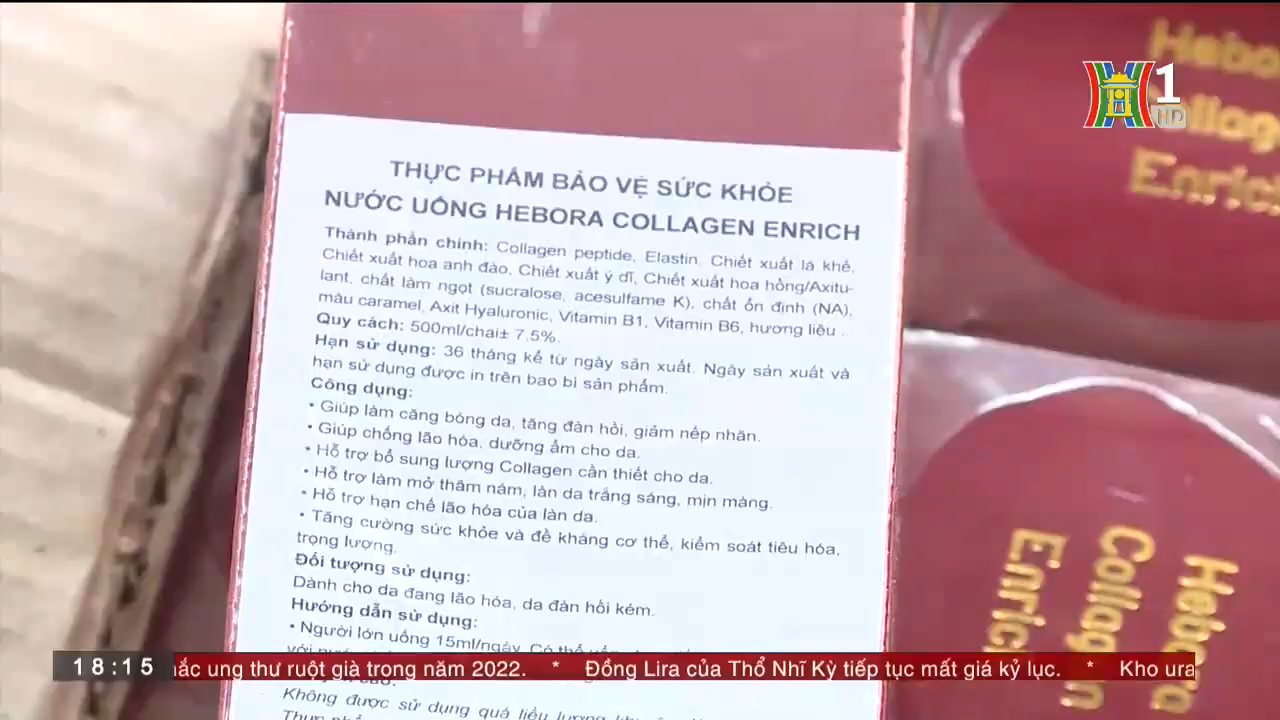 1
HD
THỰC PHẨM BẢO VỆ SỨC KHỎE
NƯỚC UỐNG HEBORA COLLAGEN ENRICH
Thành phần chính: Collagen peptide, Elastin, Chiết xuất lá khế,
Chiết xuất hoa anh đào, Chiết xuất ý dĩ, Chiết xuất hoa hồng/Axitu-
lant, chất làm ngọt (sucralose, acesulfame K), chất ổn định (NA),
màu caramel, Axit Hyaluronic, Vitamin B1, Vitamin B6, hương liệu ...
Quy cách: 500ml/chai± 7.5%.
Hạn sử dụng: 36 tháng kể từ ngày sản xuất. Ngày sản xuất và
hạn sử dụng được in trên bao bì sản phẩm.
Công dụng:
• Giúp làm căng bóng da, tăng đàn hồi, giảm nếp nhăn.
• Giúp chống lão hóa, dưỡng ẩm cho da.
• Hỗ trợ bổ sung lượng Collagen cần thiết cho da.
• Hỗ trợ làm mờ thâm nám, làn da trắng sáng, mịn màng.
• Hỗ trợ hạn chế lão hóa của làn da.
• Tăng cường sức khỏe và đề kháng cơ thể, kiểm soát tiêu hóa,
trọng lượng.
Đối tượng sử dụng:
Dành cho da đang lão hóa, da đàn hồi kém.
Hướng dẫn sử dụng:
• Người lớn uống 15ml/ngày. Có thể
Không được sử dụng quá liều lượng
Hebora
Collagen
Enrich
18:15 ung thư ruột già trong năm 2022. * Đồng Lira của Thổ Nhĩ Kỳ tiếp tục mất giá kỷ lục. * Kho